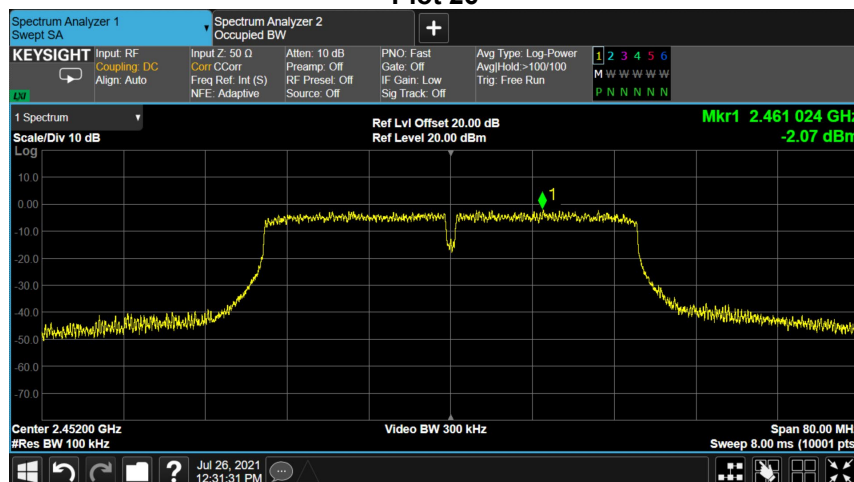 Spectrum Analyzer 1
Swept SA
Spectrum Analyzer 2
Occupied BW
+
KEYSIGHT
Input: RF
Coupling: DC
Align: Auto
LXI
Input Z: 50 Ω
Corr CCorr
Freq Ref: Int (S)
NFE: Adaptive
Atten: 10 dB
Preamp: Off
RF Presel: Off
Source: Off
PNO: Fast
Gate: Off
IF Gain: Low
Sig Track: Off
Avg Type: Log-Power
Avg|Hold:>100/100
Trig: Free Run
1 2 3 4 5 6
M W W W W W
P N N N N N
1 Spectrum
Scale/Div 10 dB
Log
Ref Lvl Offset 20.00 dB
Ref Level 20.00 dBm
Mkr1 2.461 024 GHz
-2.07 dBm
10.0
0.00
-10.0
-20.0
-30.0
-40.0
-50.0
-60.0
-70.0
1
Center 2.45200 GHz
#Res BW 100 kHz
Video BW 300 kHz
Span 80.00 MH
Sweep 8.00 ms (10001 pts
?
Jul 26, 2021
12:31:31 PM